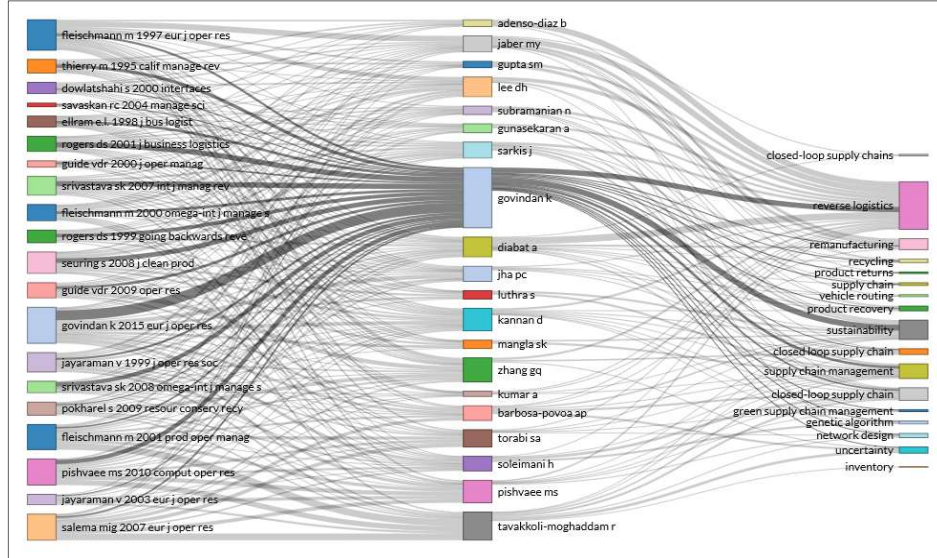 fleischmann m 1997 eur j oper res
thierry m 1995 calif manage rev
dowlatshahi s 2000 interfaces
savaskan rc 2004 manage sci
ellram e.l. 1998 j bus logist
rogers ds 2001 j business logistics
guide vdr 2000 j oper manag
srivastava sk 2007 int j manag rev
fleischmann m 2000 omega-int j manage s
rogers ds 1999 going backwards reve
seuring s 2008 j clean prod
guide vdr 2009 oper res
govindan k 2015 eur j oper res
jayaraman v 1999 j oper res soc
srivastava sk 2008 omega-int j manage s
pokharel s 2009 resour conserv recy
fleischmann m 2001 prod oper manag
pishvaee ms 2010 comput oper res
jayaraman v 2003 eur j oper res
salema mig 2007 eur j oper res
adenso-diaz b
jaber my
gupta sm
lee dh
subramanian n
gunasekaran a
sarkis j
govindan k
diabat a
jha pc
luthra s
kannan d
mangla sk
zhang gq
kumar a
barbosa-povoa ap
torabi sa
soleimani h
pishvaee ms
tavakkoli-moghaddam r
closed-loop supply chains
reverse logistics
remanufacturing
recycling
product returns
supply chain
vehicle routing
product recovery
sustainability
closed loop supply chain
supply chain management
closed-loop supply chain
green supply chain management
genetic algorithm
network design
uncertainty
inventory